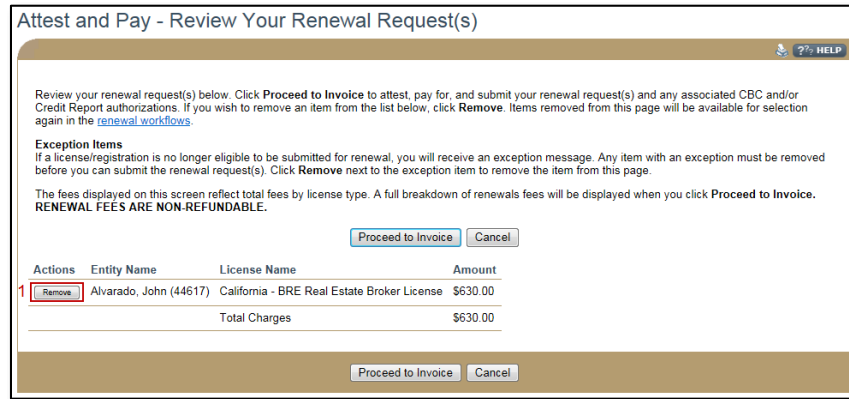 Attest and Pay - Review Your Renewal Request(s)
??? HELP
Review your renewal request(s) below. Click Proceed to Invoice to attest, pay for, and submit your renewal request(s) and any associated CBC and/or
Credit Report authorizations. If you wish to remove an item from the list below, click Remove. Items removed from this page will be available for selection
again in the renewal workflows.
Exception Items
If a license/registration is no longer eligible to be submitted for renewal, you will receive an exception message. Any item with an exception must be removed
before you can submit the renewal request(s). Click Remove next to the exception item to remove the item from this page.
The fees displayed on this screen reflect total fees by license type. A full breakdown of renewals fees will be displayed when you click Proceed to Invoice.
RENEWAL FEES ARE NON-REFUNDABLE.
Proceed to Invoice Cancel
Actions Entity Name License Name Amount
1 Remove Alvarado, John (44617) California - BRE Real Estate Broker License $630.00
Total Charges $630.00
Proceed to Invoice Cancel